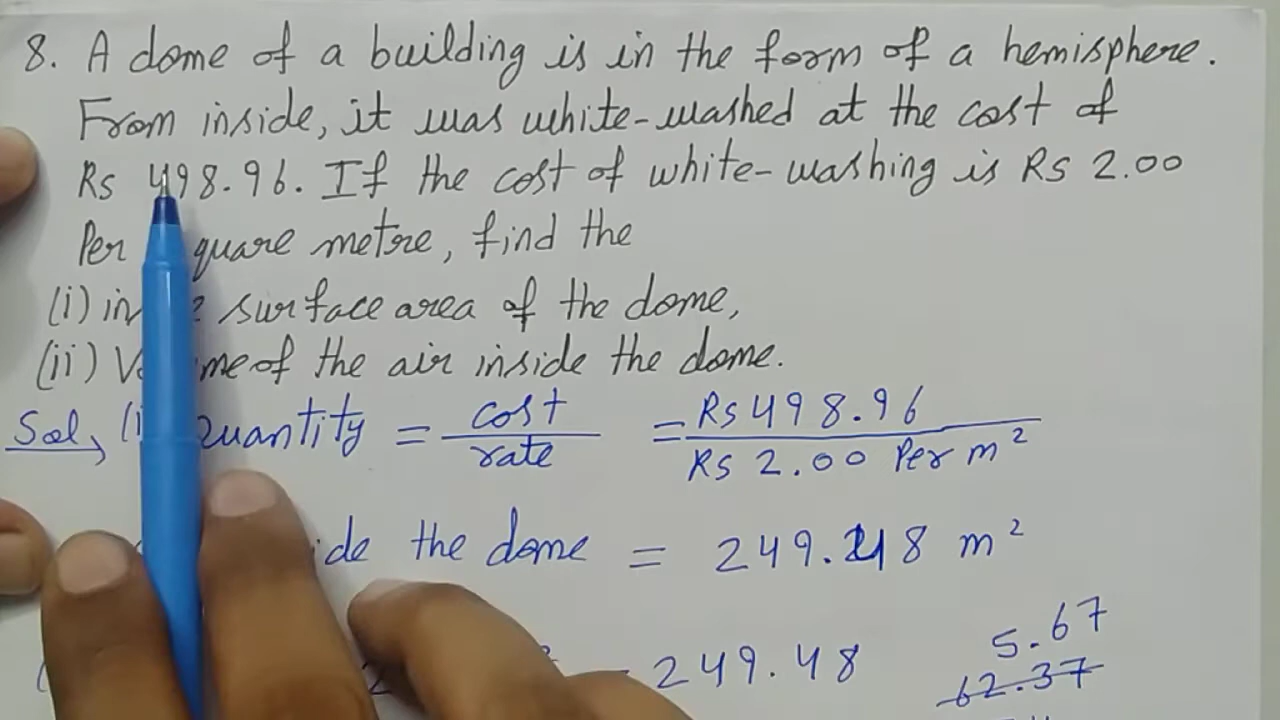 8. A dome of a building is in the form of a hemisphere.
From inside, it was white-washed at the cost of
Rs 498.96. If the cost of white-washing is Rs 2.00
Per quare metre, find the
(i) in surface area of the dome,
(ii) V me of the air inside the dome.
Sol, (i Quantity = cost / rate = Rs 498.96 / Rs 2.00 Per m²
ide the dome = 249.48 m²
5.67
2 = 249.48 62.37